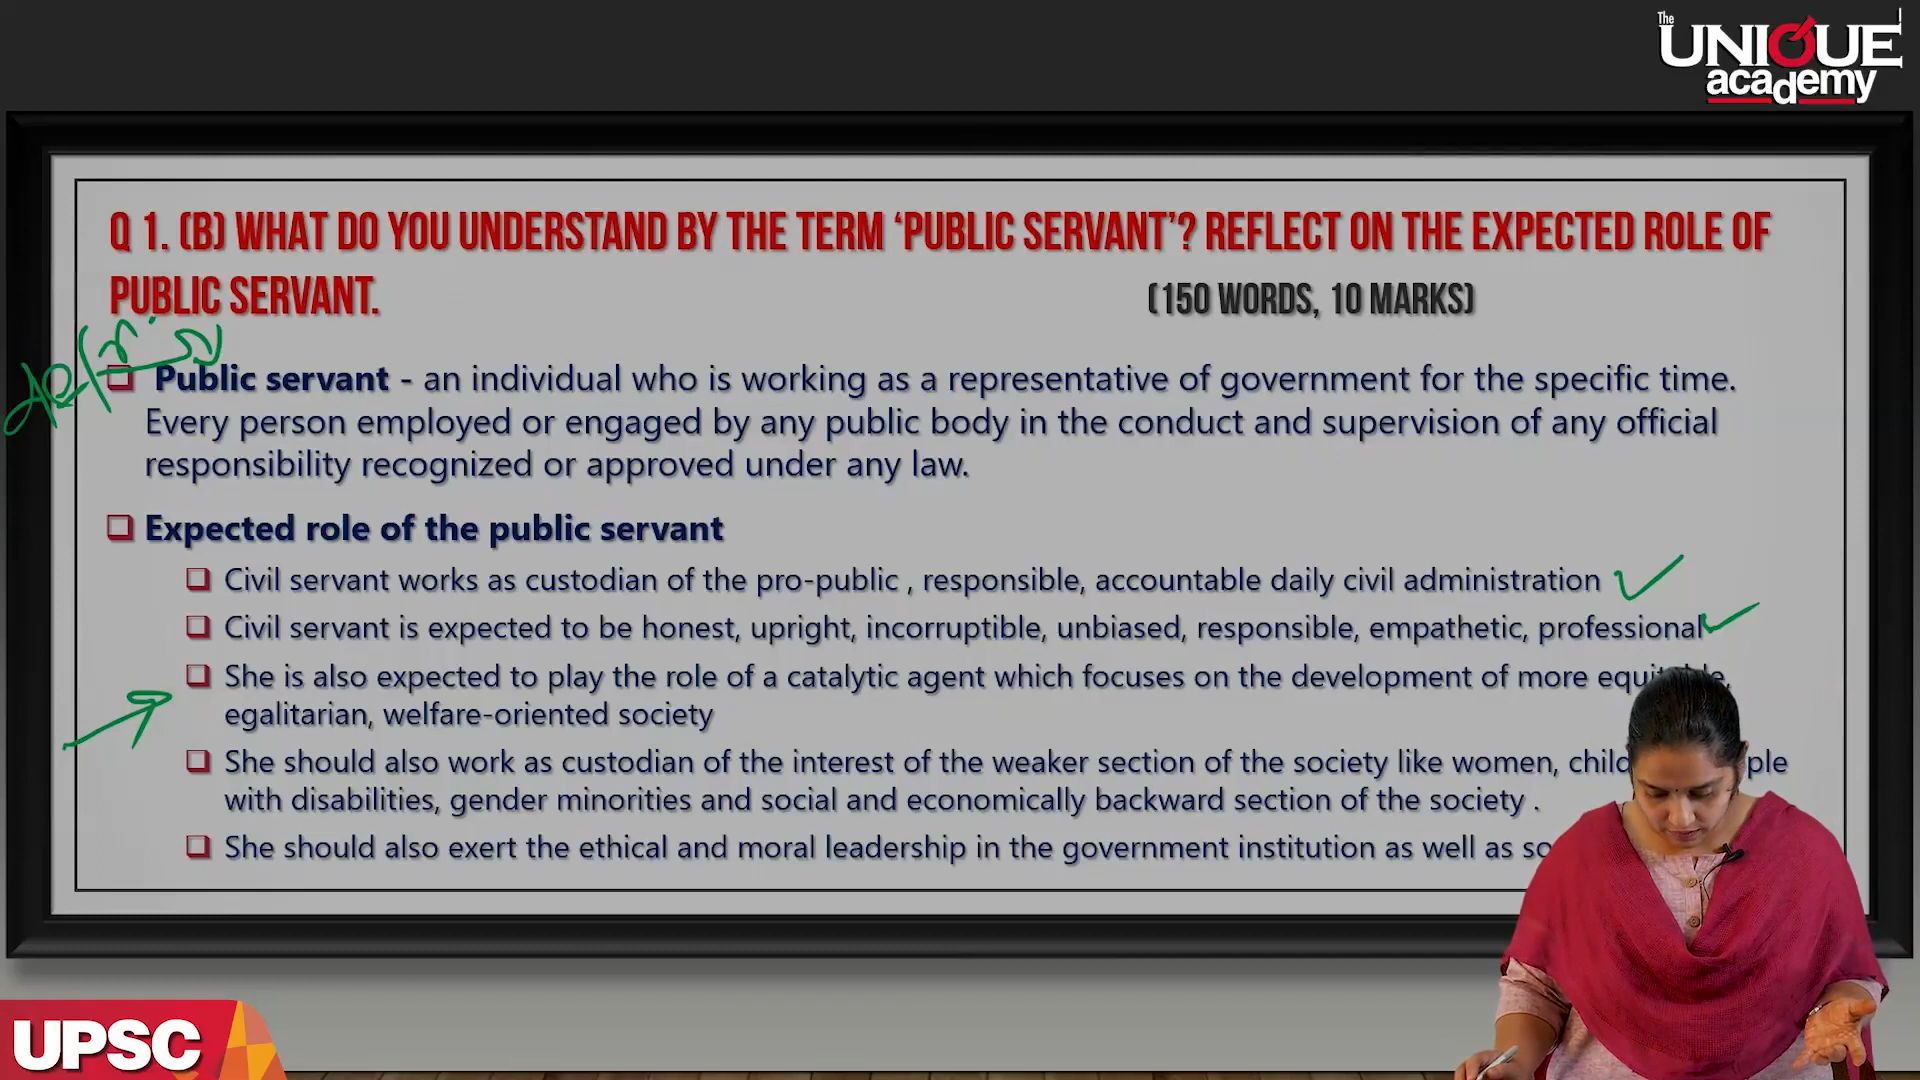 The
UNIQUE
academy
Q 1. (B) WHAT DO YOU UNDERSTAND BY THE TERM ‘PUBLIC SERVANT’? REFLECT ON THE EXPECTED ROLE OF
PUBLIC SERVANT. (150 WORDS, 10 MARKS)
Public servant - an individual who is working as a representative of government for the specific time.
Every person employed or engaged by any public body in the conduct and supervision of any official
responsibility recognized or approved under any law.
Expected role of the public servant
Civil servant works as custodian of the pro-public , responsible, accountable daily civil administration
Civil servant is expected to be honest, upright, incorruptible, unbiased, responsible, empathetic, professional
She is also expected to play the role of a catalytic agent which focuses on the development of more
egalitarian, welfare-oriented society
She should also work as custodian of the interest of the weaker section of the society like women,
with disabilities, gender minorities and social and economically backward section of the society .
She should also exert the ethical and moral leadership in the government institution as well as
UPSC